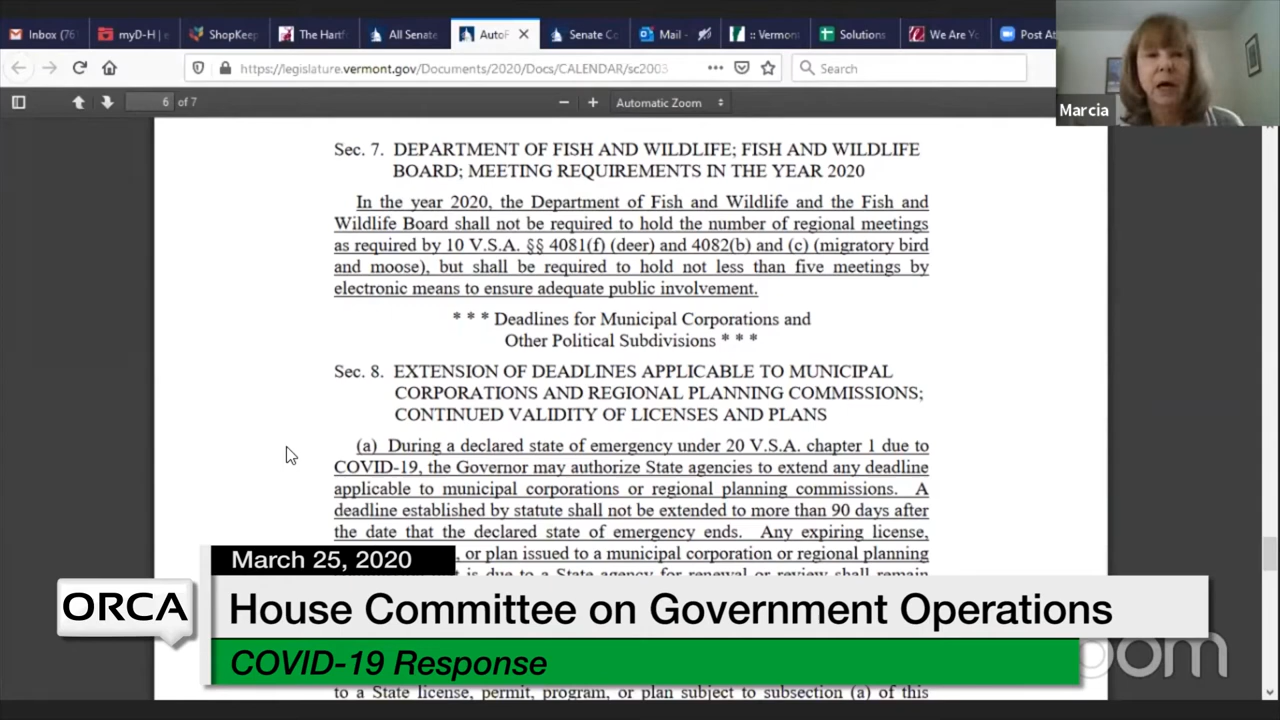 Inbox (76
myD-H | e
ShopKeep
The Hartf
All Senate
AutoF
Senate Co
Mail -
:: Vermont
Solutions
We Are Yo
Post At
https://legislature.vermont.gov/Documents/2020/Docs/CALENDAR/sc2003
Search
6 of 7
Automatic Zoom
Marcia
Sec. 7. DEPARTMENT OF FISH AND WILDLIFE; FISH AND WILDLIFE
BOARD; MEETING REQUIREMENTS IN THE YEAR 2020
In the year 2020, the Department of Fish and Wildlife and the Fish and
Wildlife Board shall not be required to hold the number of regional meetings
as required by 10 V.S.A. §§ 4081(f) (deer) and 4082(b) and (c) (migratory bird
and moose), but shall be required to hold not less than five meetings by
electronic means to ensure adequate public involvement.
* * * Deadlines for Municipal Corporations and
Other Political Subdivisions * * *
Sec. 8. EXTENSION OF DEADLINES APPLICABLE TO MUNICIPAL
CORPORATIONS AND REGIONAL PLANNING COMMISSIONS;
CONTINUED VALIDITY OF LICENSES AND PLANS
(a) During a declared state of emergency under 20 V.S.A. chapter 1 due to
COVID-19, the Governor may authorize State agencies to extend any deadline
applicable to municipal corporations or regional planning commissions. A
deadline established by statute shall not be extended to more than 90 days after
the date that the declared state of emergency ends. Any expiring license,
, or plan issued to a municipal corporation or regional planning
is due to a State agency for renewal or review shall remain
March 25, 2020
ORCA
House Committee on Government Operations
COVID-19 Response
oom
to a State license, permit, program, or plan subject to subsection (a) of this